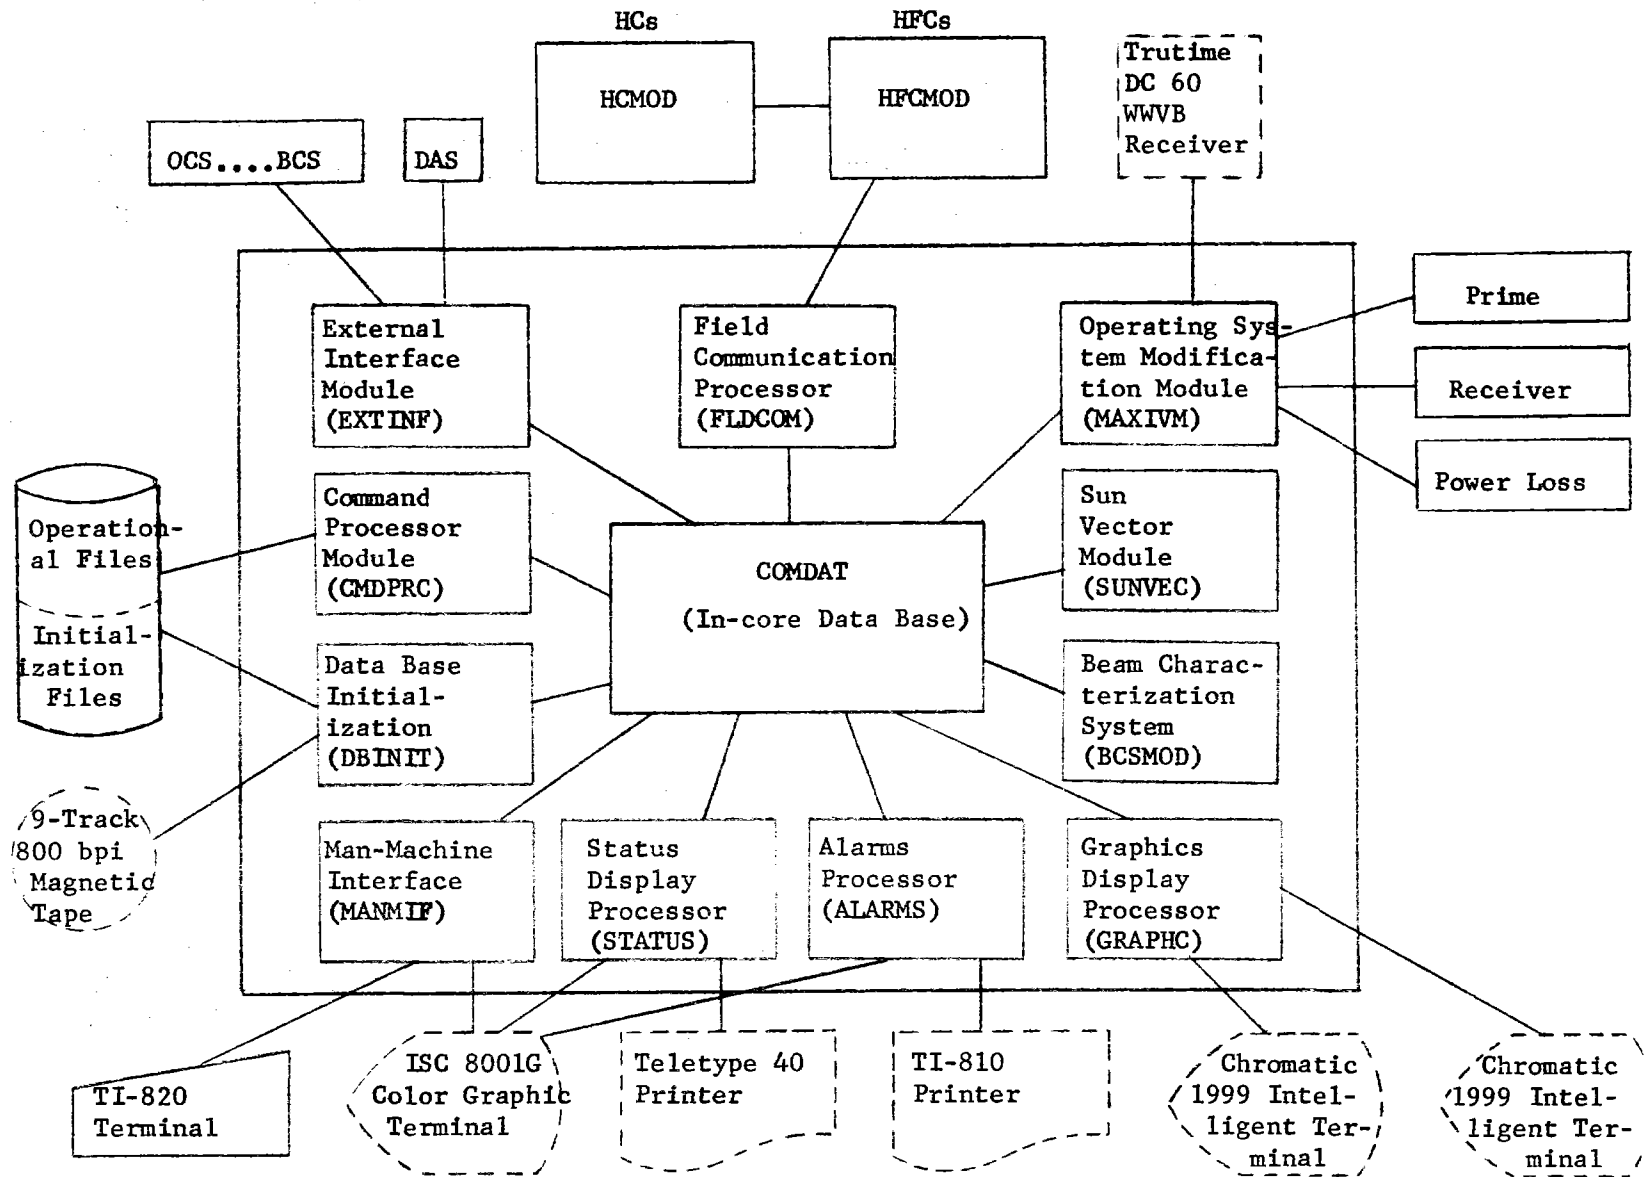 HCs
HFCs
HCMOD
HFCMOD
Trutime
DC 60
WWVB
Receiver
OCS....BCS
DAS
External
Interface
Module
(EXTINF)
Field
Communication
Processor
(FLDCOM)
Operating Sys-
tem Modifica-
tion Module
(MAXIVM)
Prime
Receiver
Power Loss
Operation-
al Files
Initial-
ization
Files
Command
Processor
Module
(CMDPRC)
COMDAT
(In-core Data Base)
Sun
Vector
Module
(SUNVEC)
Data Base
Initial-
ization
(DBINIT)
Beam Charac-
terization
System
(BCSMOD)
9-Track
800 bpi
Magnetic
Tape
Man-Machine
Interface
(MANMIF)
Status
Display
Processor
(STATUS)
Alarms
Processor
(ALARMS)
Graphics
Display
Processor
(GRAPHC)
TI-820
Terminal
ISC 8001G
Color Graphic
Terminal
Teletype 40
Printer
TI-810
Printer
Chromatic
1999 Intel-
ligent Ter-
minal
Chromatic
1999 Intel-
ligent Ter-
minal